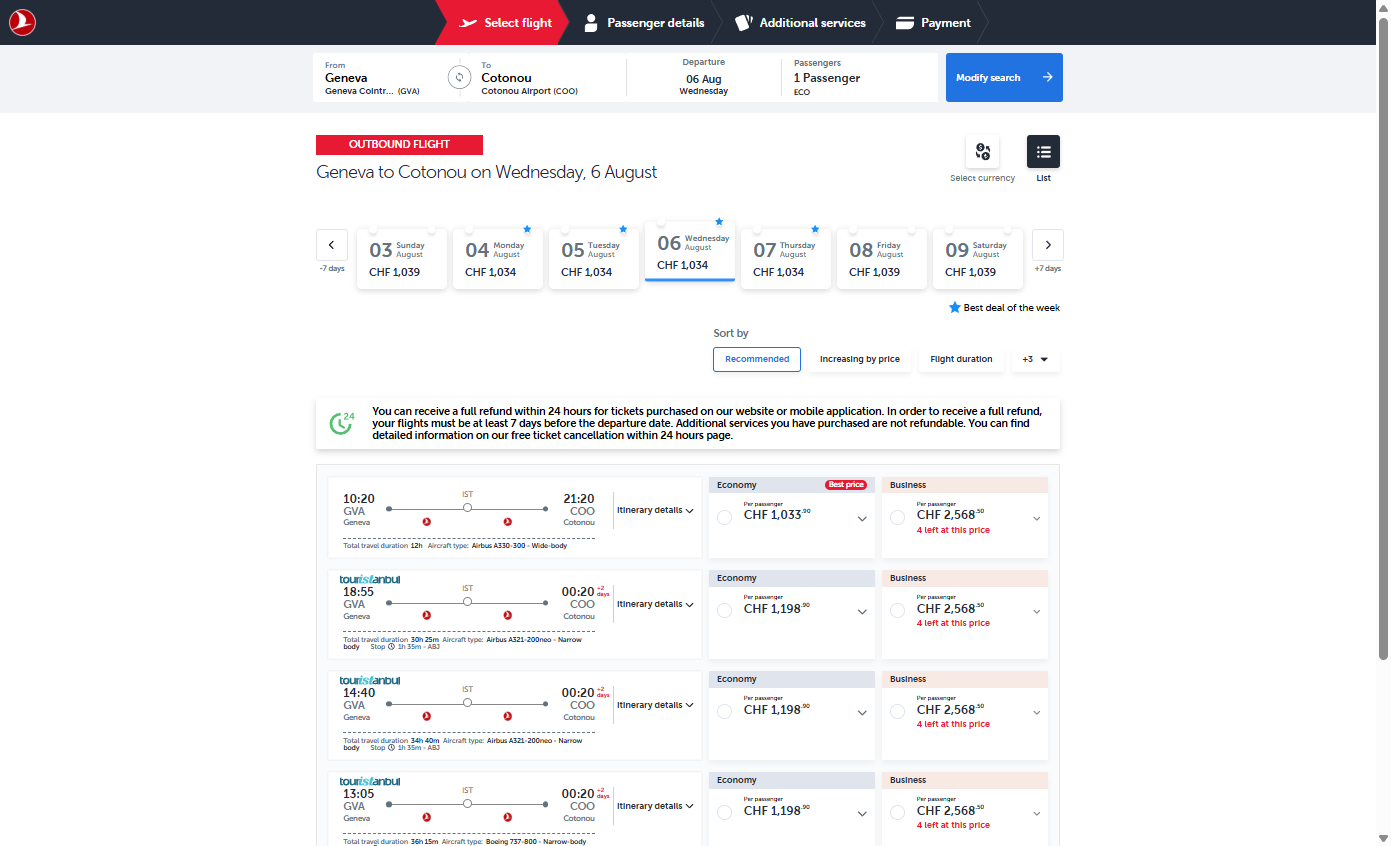 Select flight
Passenger details
Additional services
Payment
From
Geneva
Geneva Cointr... (GVA)
To
Cotonou
Cotonou Airport (COO)
Departure
06 Aug
Wednesday
Passengers
1 Passenger
ECO
Modify search
OUTBOUND FLIGHT
Geneva to Cotonou on Wednesday, 6 August
Select currency
List
-7 days
03 Sunday August
CHF 1,039
04 Monday August
CHF 1,034
05 Tuesday August
CHF 1,034
06 Wednesday August
CHF 1,034
07 Thursday August
CHF 1,034
08 Friday August
CHF 1,039
09 Saturday August
CHF 1,039
+7 days
Best deal of the week
Sort by
Recommended
Increasing by price
Flight duration
+3
24
You can receive a full refund within 24 hours for tickets purchased on our website or mobile application. In order to receive a full refund,
your flights must be at least 7 days before the departure date. Additional services you have purchased are not refundable. You can find
detailed information on our free ticket cancellation within 24 hours page.
10:20
GVA
Geneva
IST
21:20
COO
Cotonou
Itinerary details
Total travel duration 12h Aircraft type: Airbus A330-300 - Wide-body
Economy
Best price
Per passenger
CHF 1,033.90
Business
Per passenger
CHF 2,568.50
4 left at this price
touristanbul
18:55
GVA
Geneva
IST
00:20 +2 days
COO
Cotonou
Itinerary details
Total travel duration 30h 25m Aircraft type: Airbus A321-200neo - Narrow
body Stop 1h 35m - ABJ
Economy
Per passenger
CHF 1,198.90
Business
Per passenger
CHF 2,568.50
4 left at this price
touristanbul
14:40
GVA
Geneva
IST
00:20 +2 days
COO
Cotonou
Itinerary details
Total travel duration 34h 40m Aircraft type: Airbus A321-200neo - Narrow
body Stop 1h 35m - ABJ
Economy
Per passenger
CHF 1,198.90
Business
Per passenger
CHF 2,568.50
4 left at this price
touristanbul
13:05
GVA
Geneva
IST
00:20 +2 days
COO
Cotonou
Itinerary details
Total travel duration 36h 15m Aircraft type: Boeing 737-800 - Narrow-body
Economy
Per passenger
CHF 1,198.90
Business
Per passenger
CHF 2,568.50
4 left at this price